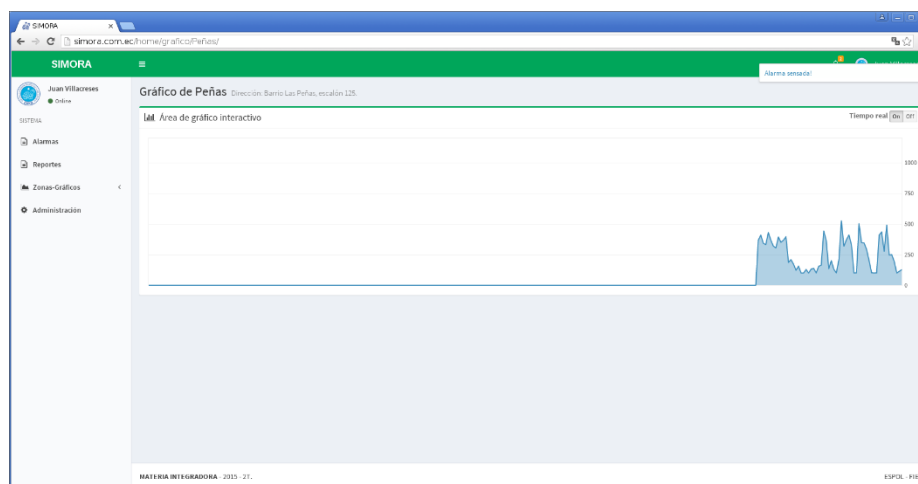 SIMORA
simora.com.ec/home/grafico/Peñas/
SIMORA
Juan Villacreses
Online
Alarma sensada!
Gráfico de Peñas Dirección: Barrio Las Peñas, escalón 125.
SISTEMA
Área de gráfico interactivo
Tiempo real On Off
Alarmas
Reportes
Zonas-Gráficos
Administración
1000
750
500
250
0
MATERIA INTEGRADORA - 2015 - 2T.
ESPOL - FIE